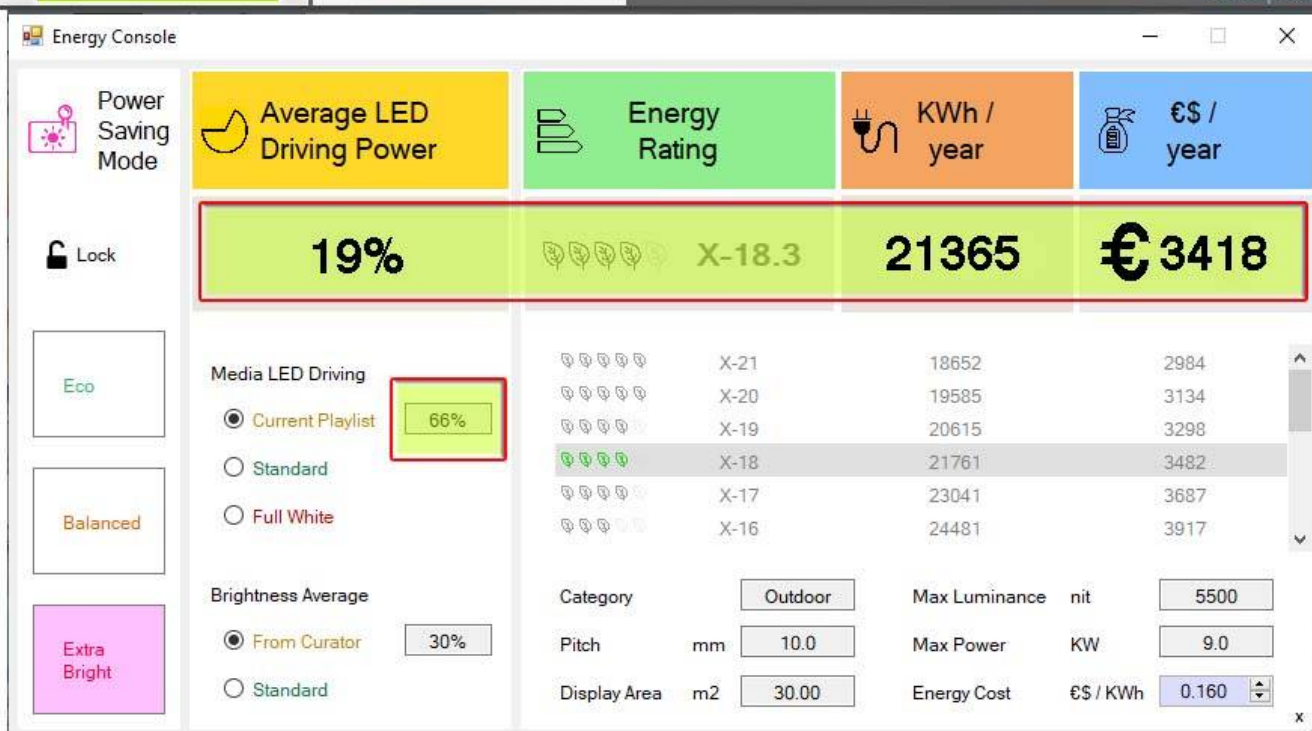 Energy Console
Power
Saving
Mode
Average LED
Driving Power
Energy
Rating
KWh /
year
€$ /
year
Lock
19%
X-18.3
21365
€3418
Eco
Balanced
Extra
Bright
Media LED Driving
Current Playlist 66%
Standard
Full White
Brightness Average
From Curator 30%
Standard
X-21 18652 2984
X-20 19585 3134
X-19 20615 3298
X-18 21761 3482
X-17 23041 3687
X-16 24481 3917
Category Outdoor
Pitch mm 10.0
Display Area m2 30.00
Max Luminance nit 5500
Max Power KW 9.0
Energy Cost €$ / KWh 0.160
x